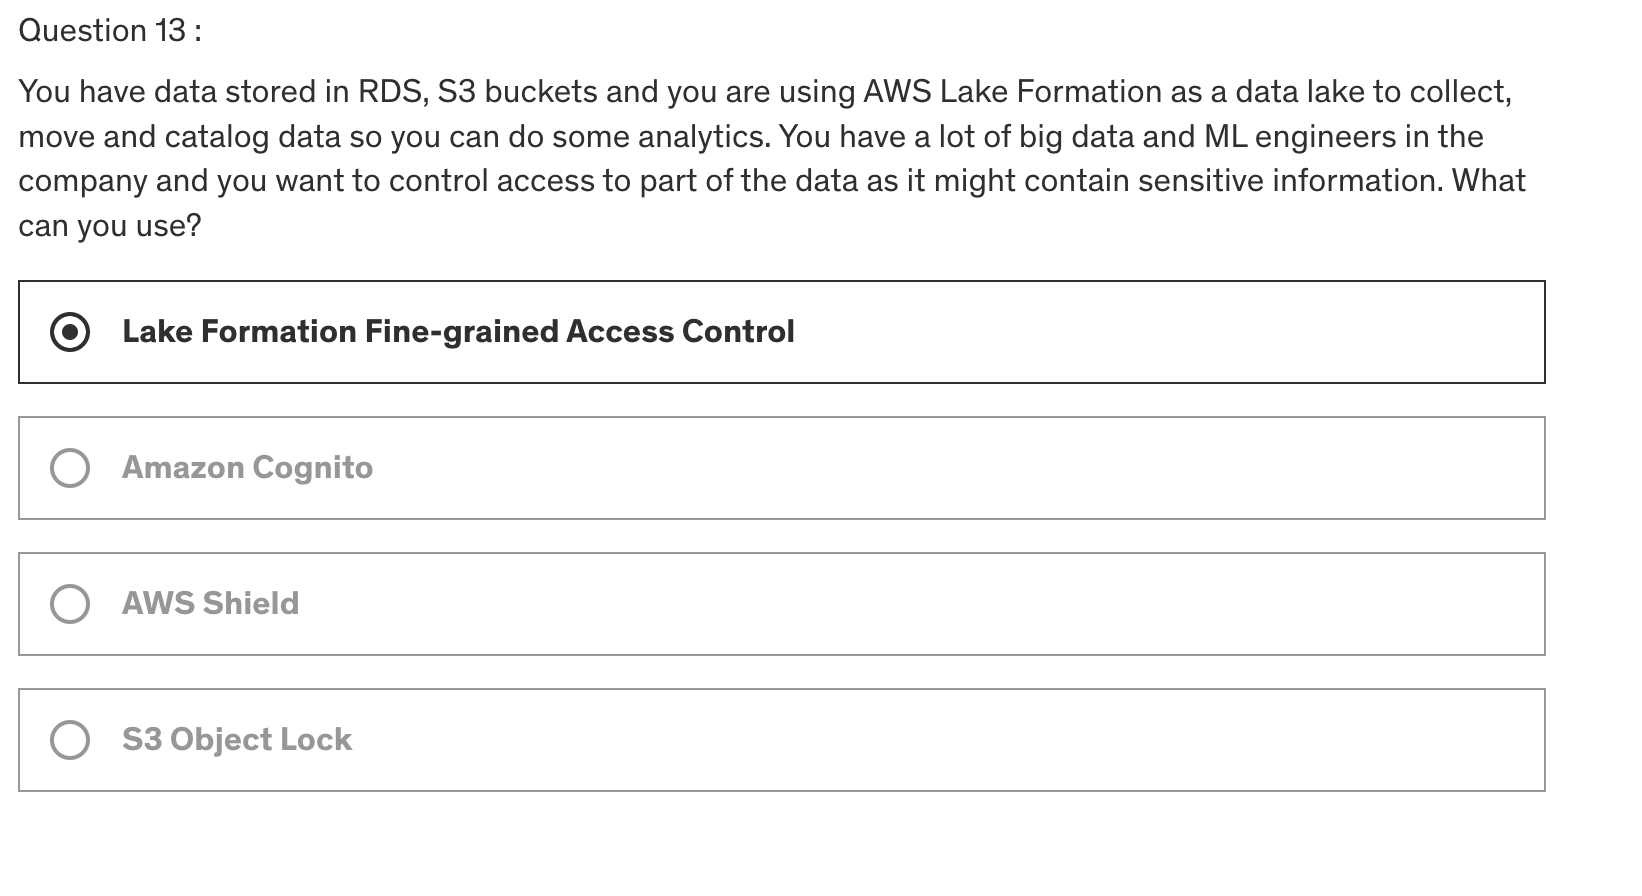 Question 13 :
You have data stored in RDS, S3 buckets and you are using AWS Lake Formation as a data lake to collect,
move and catalog data so you can do some analytics. You have a lot of big data and ML engineers in the
company and you want to control access to part of the data as it might contain sensitive information. What
can you use?
Lake Formation Fine-grained Access Control
Amazon Cognito
AWS Shield
S3 Object Lock